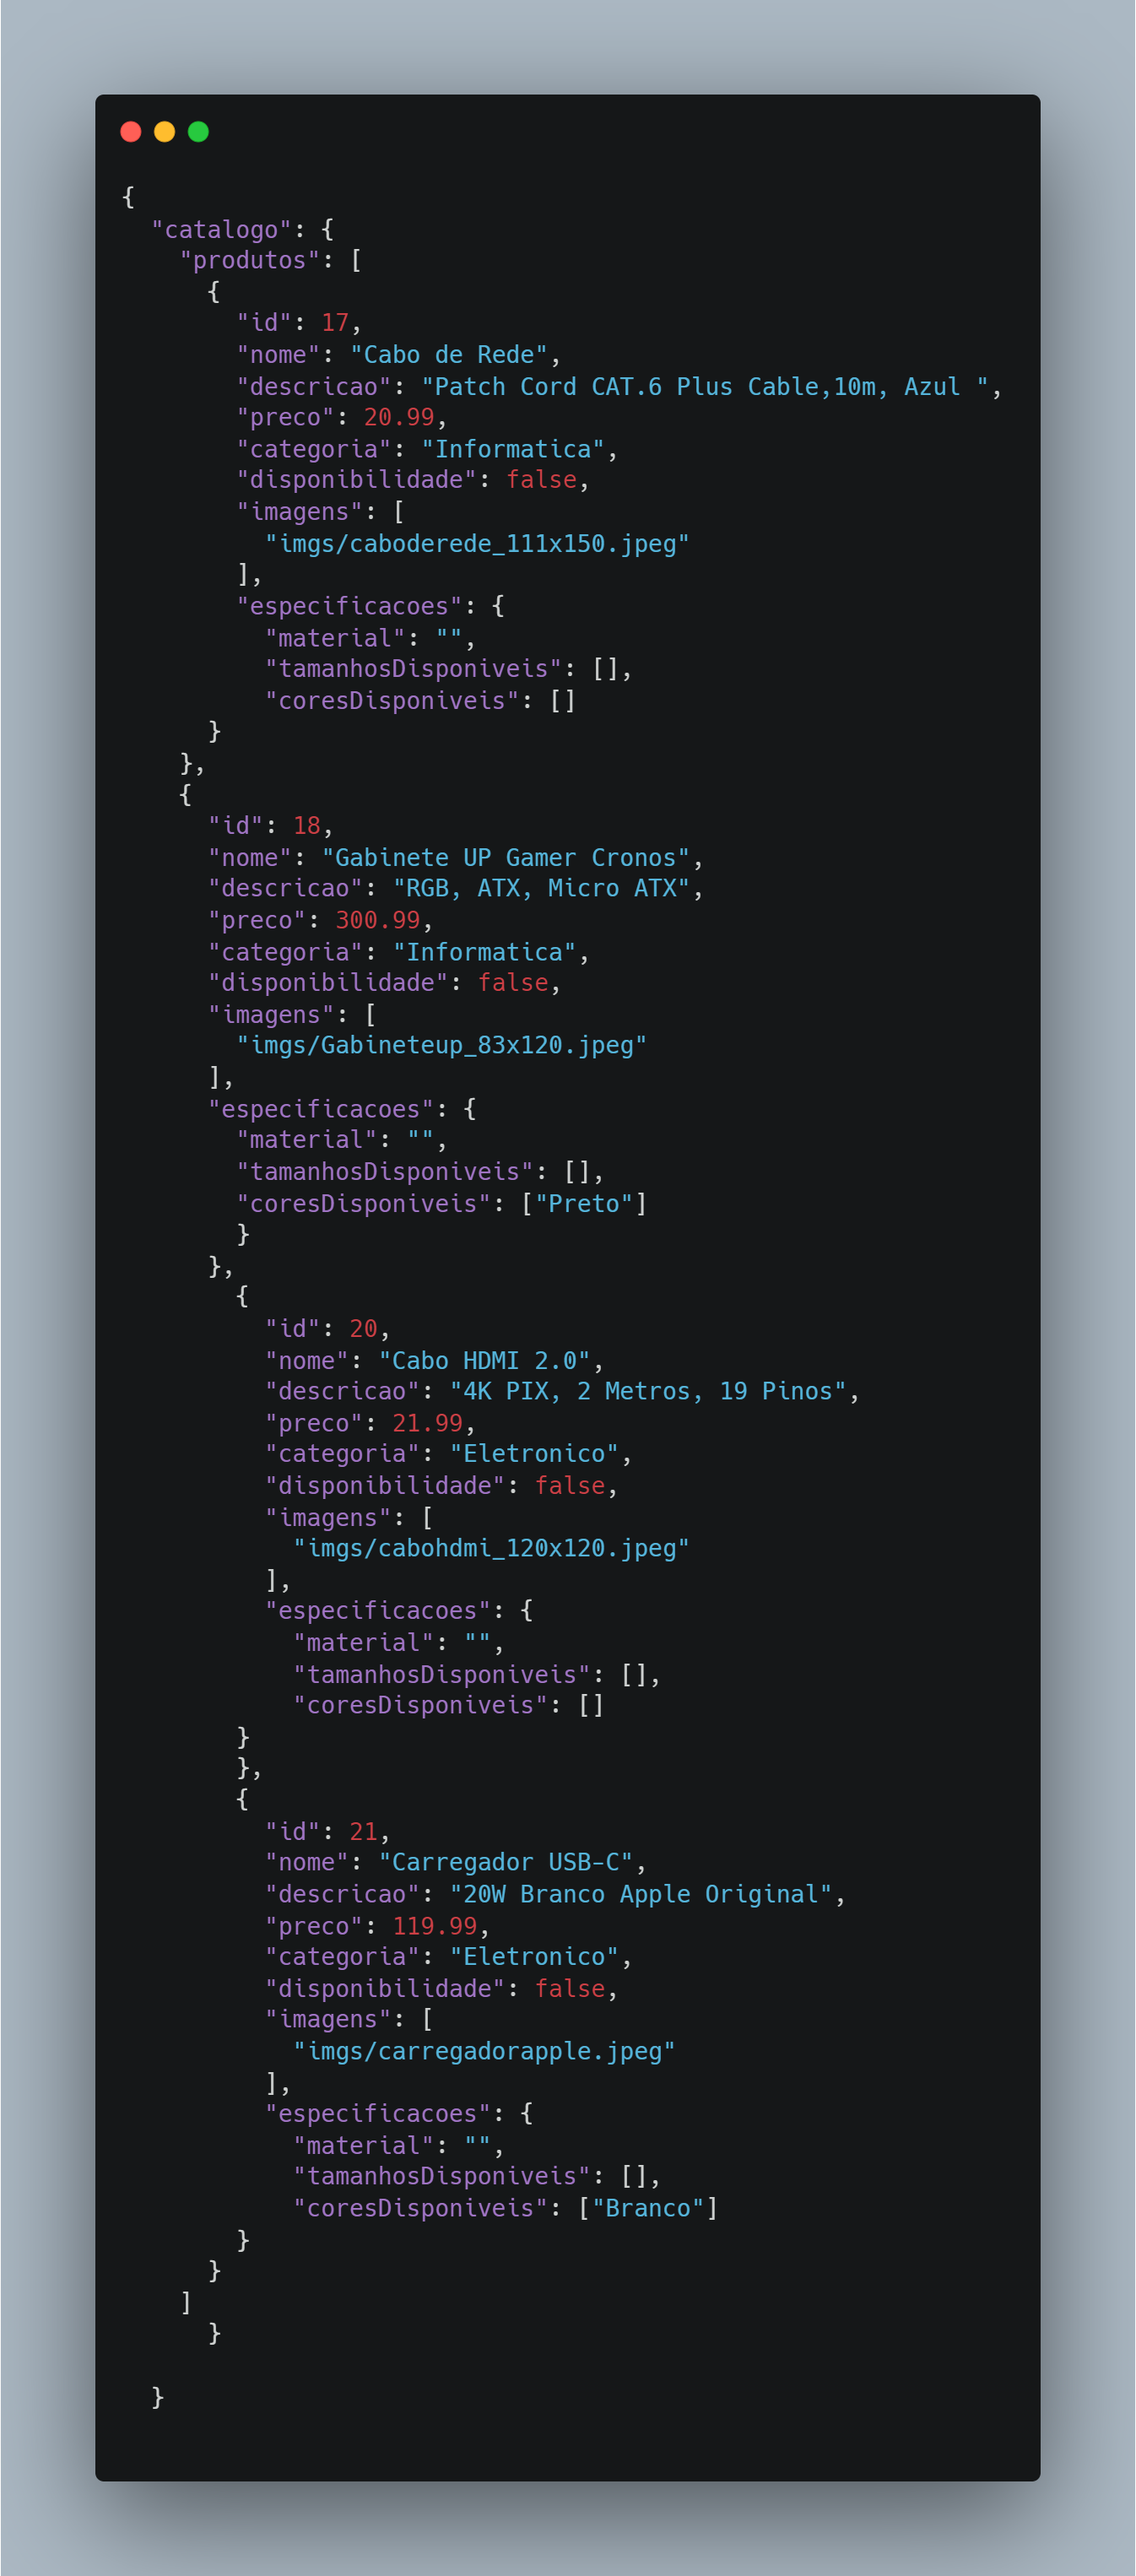 {
  "catalogo": {
    "produtos": [
      {
        "id": 17,
        "nome": "Cabo de Rede",
        "descricao": "Patch Cord CAT.6 Plus Cable,10m, Azul ",
        "preco": 20.99,
        "categoria": "Informatica",
        "disponibilidade": false,
        "imagens": [
          "imgs/caboderede_111x150.jpeg"
        ],
        "especificacoes": {
          "material": "",
          "tamanhosDisponiveis": [],
          "coresDisponiveis": []
      }
    },
    {
      "id": 18,
      "nome": "Gabinete UP Gamer Cronos",
      "descricao": "RGB, ATX, Micro ATX",
      "preco": 300.99,
      "categoria": "Informatica",
      "disponibilidade": false,
      "imagens": [
        "imgs/Gabineteup_83x120.jpeg"
      ],
      "especificacoes": {
        "material": "",
        "tamanhosDisponiveis": [],
        "coresDisponiveis": ["Preto"]
        }
      },
        {
          "id": 20,
          "nome": "Cabo HDMI 2.0",
          "descricao": "4K PIX, 2 Metros, 19 Pinos",
          "preco": 21.99,
          "categoria": "Eletronico",
          "disponibilidade": false,
          "imagens": [
            "imgs/cabohdmi_120x120.jpeg"
          ],
          "especificacoes": {
            "material": "",
            "tamanhosDisponiveis": [],
            "coresDisponiveis": []
        }
        },
        {
          "id": 21,
          "nome": "Carregador USB-C",
          "descricao": "20W Branco Apple Original",
          "preco": 119.99,
          "categoria": "Eletronico",
          "disponibilidade": false,
          "imagens": [
            "imgs/carregadorapple.jpeg"
          ],
          "especificacoes": {
            "material": "",
            "tamanhosDisponiveis": [],
            "coresDisponiveis": ["Branco"]
        }
      }
    ]
      }

  }